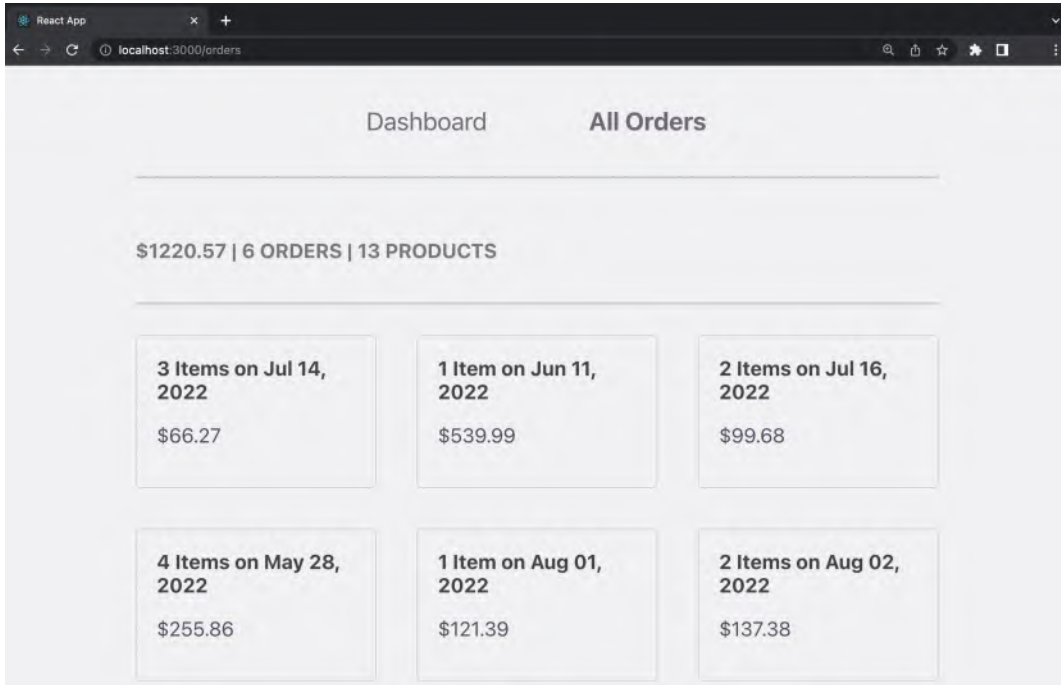 React App
localhost:3000/orders
Dashboard All Orders
$1220.57 | 6 ORDERS | 13 PRODUCTS
3 Items on Jul 14,
2022
$66.27
1 Item on Jun 11,
2022
$539.99
2 Items on Jul 16,
2022
$99.68
4 Items on May 28,
2022
$255.86
1 Item on Aug 01,
2022
$121.39
2 Items on Aug 02,
2022
$137.38